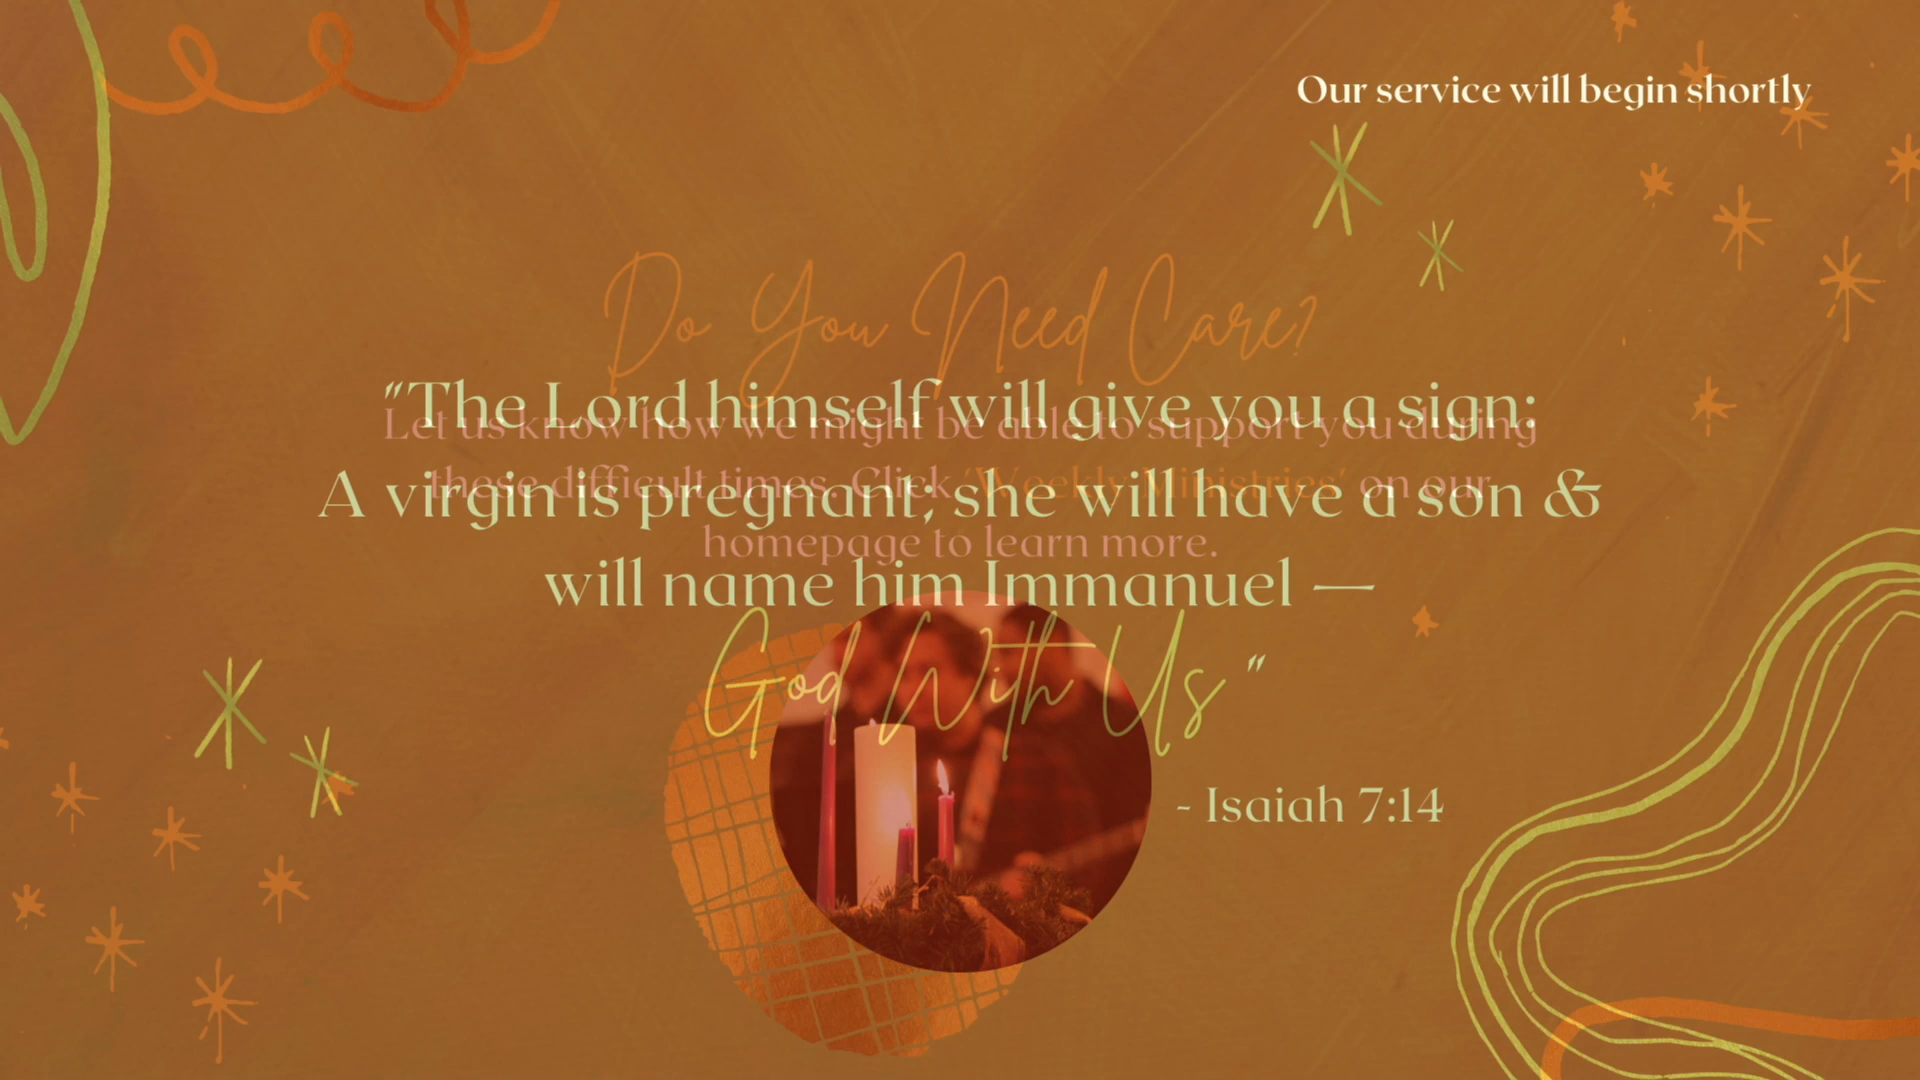 Our service will begin shortly
Do You Need Care?
"The Lord himself will give you a sign:
Let us know how we might be able to support you during
these difficult times. Click 'Weekly Ministries' on our
A virgin is pregnant; she will have a son &
homepage to learn more.
will name him Immanuel —
God With Us"
- Isaiah 7:14